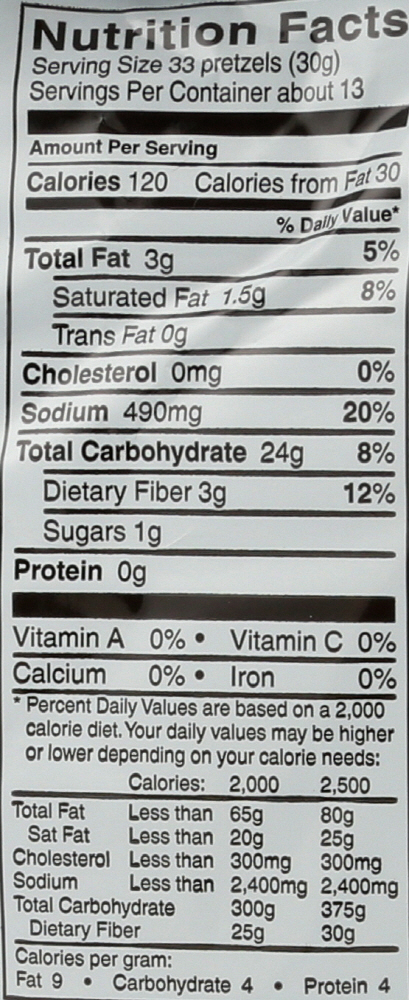 Nutrition Facts
Serving Size 33 pretzels (30g)
Servings Per Container about 13
Amount Per Serving
Calories 120 Calories from Fat 30
% Daily Value*
Total Fat 3g 5%
Saturated Fat 1.5g 8%
Trans Fat 0g
Cholesterol 0mg 0%
Sodium 490mg 20%
Total Carbohydrate 24g 8%
Dietary Fiber 3g 12%
Sugars 1g
Protein 0g
Vitamin A 0% • Vitamin C 0%
Calcium 0% • Iron 0%
* Percent Daily Values are based on a 2,000
calorie diet. Your daily values may be higher
or lower depending on your calorie needs:
Calories: 2,000 2,500
Total Fat Less than 65g 80g
Sat Fat Less than 20g 25g
Cholesterol Less than 300mg 300mg
Sodium Less than 2,400mg 2,400mg
Total Carbohydrate 300g 375g
Dietary Fiber 25g 30g
Calories per gram:
Fat 9 • Carbohydrate 4 • Protein 4